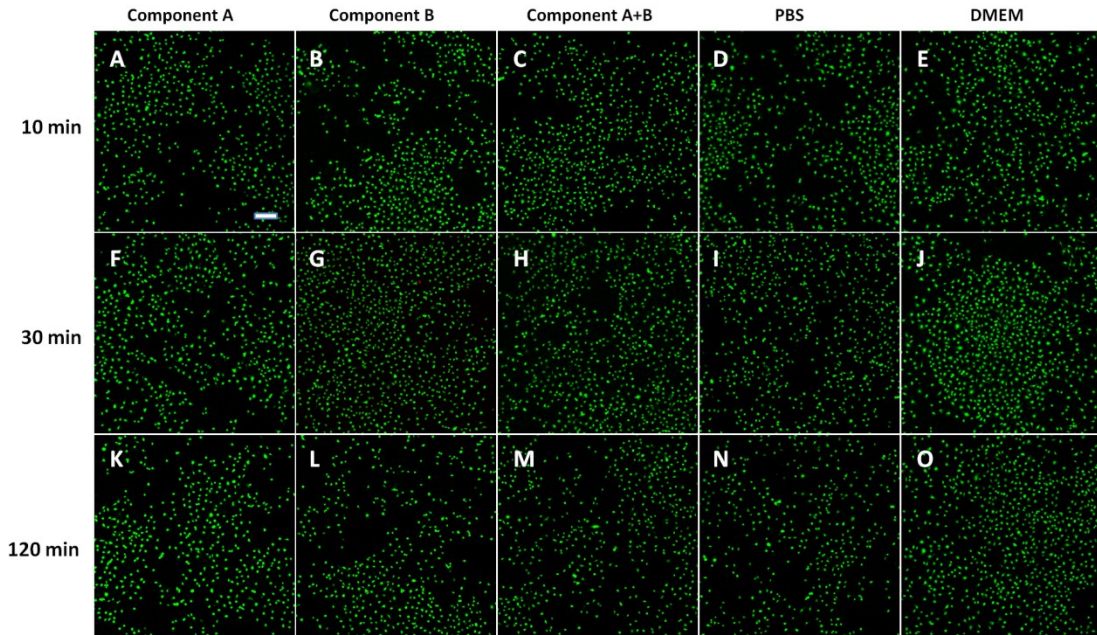 Component A Component B Component A+B PBS DMEM
A B C D E
10 min
F G H I J
30 min
K L M N O
120 min